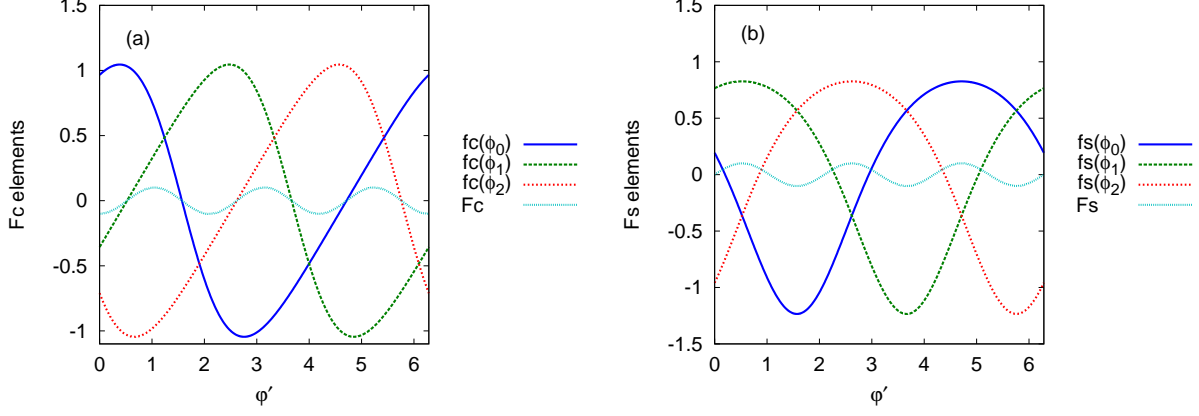 1.5
1
0.5
0
-0.5
-1
0 1 2 3 4 5 6
Fc elements
φ′
(a)
fc(ϕ0)
fc(ϕ1)
fc(ϕ2)
Fc
1.5
1
0.5
0
-0.5
-1
-1.5
0 1 2 3 4 5 6
Fs elements
φ′
(b)
fs(ϕ0)
fs(ϕ1)
fs(ϕ2)
Fs